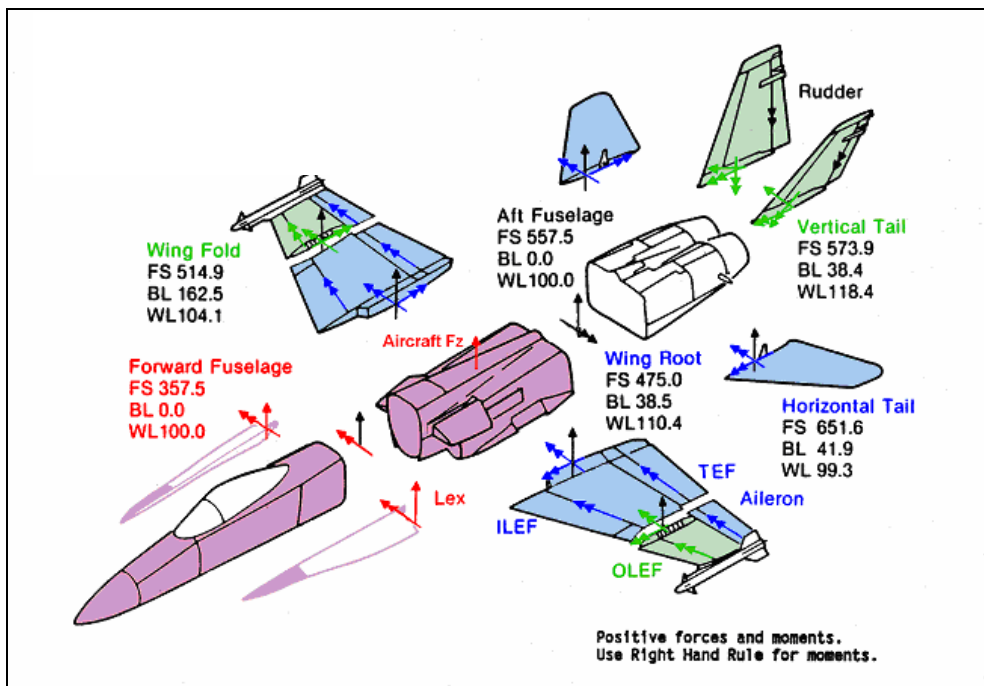 Rudder
Aft Fuselage
FS 557.5
BL 0.0
WL100.0
Vertical Tail
FS 573.9
BL 38.4
WL118.4
Wing Fold
FS 514.9
BL 162.5
WL104.1
Aircraft Fz
Forward Fuselage
FS 357.5
BL 0.0
WL100.0
Wing Root
FS 475.0
BL 38.5
WL110.4
Horizontal Tail
FS 651.6
BL 41.9
WL 99.3
Lex
TEF
Aileron
ILEF
OLEF
Positive forces and moments.
Use Right Hand Rule for moments.